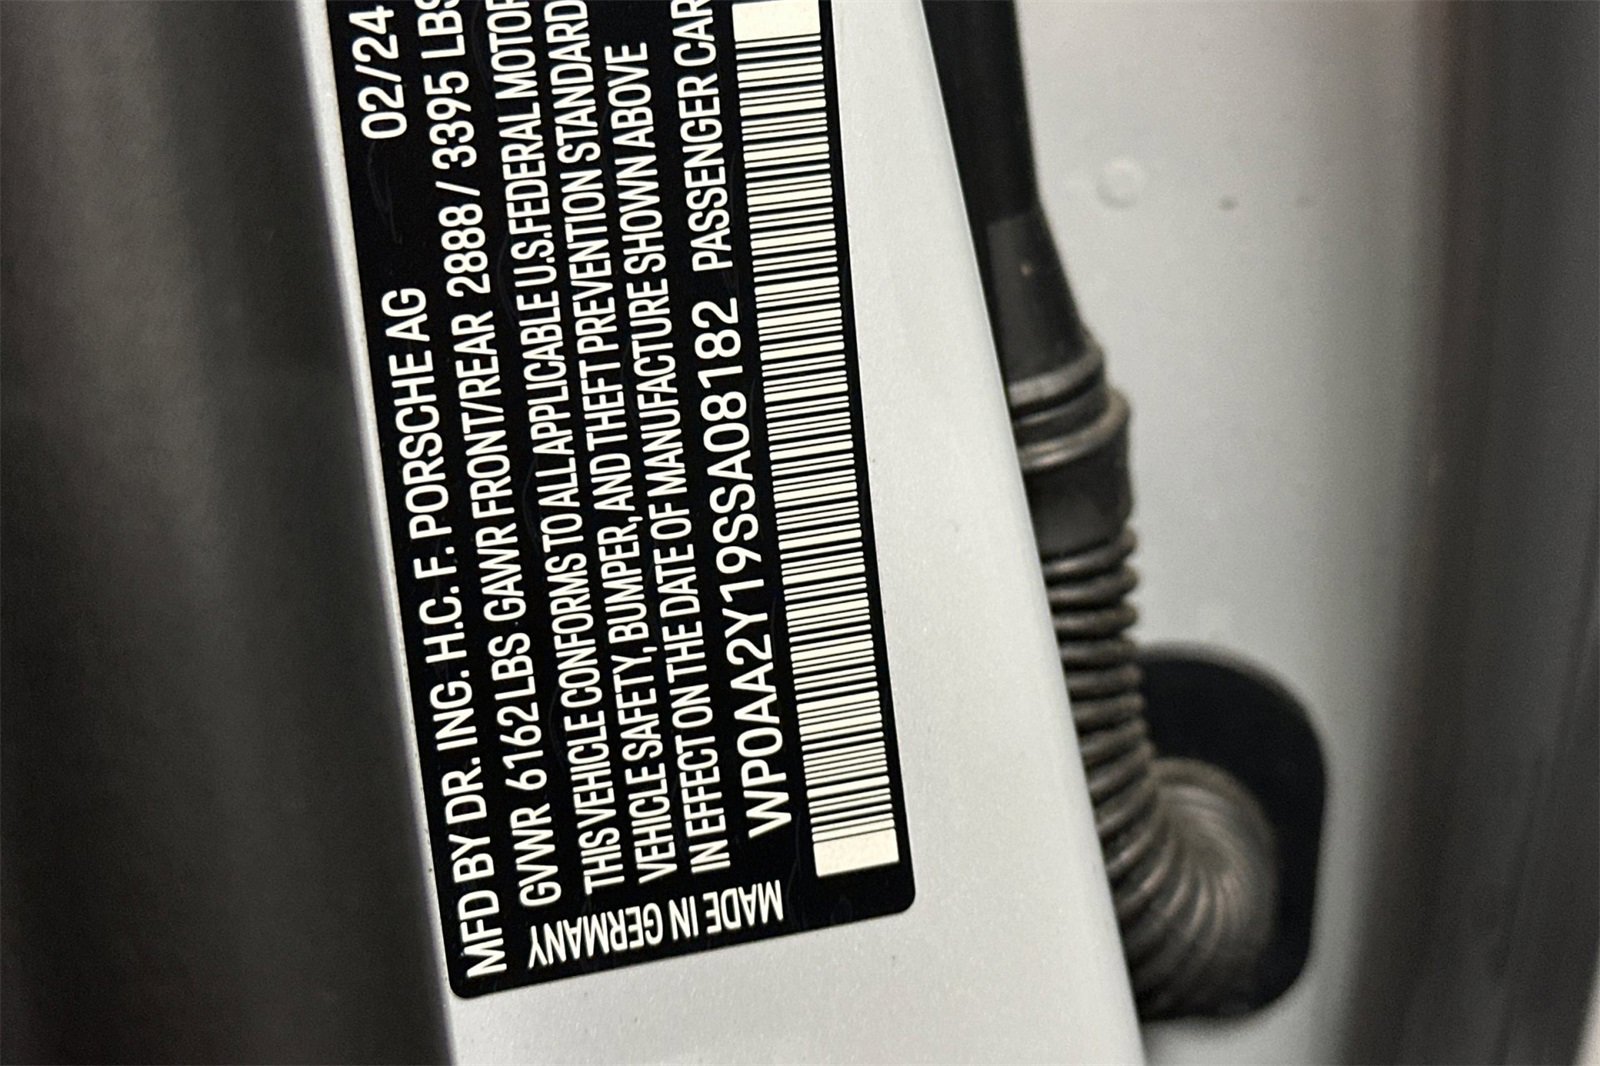 MFD BY DR. ING. H.C. F. PORSCHE AG 02/24
GVWR 6162 LBS GAWR FRONT/REAR 2888 / 3395 LBS
THIS VEHICLE CONFORMS TO ALL APPLICABLE U.S. FEDERAL MOTOR
VEHICLE SAFETY, BUMPER, AND THEFT PREVENTION STANDARD
IN EFFECT ON THE DATE OF MANUFACTURE SHOWN ABOVE
WP0AA2Y19SSA08182 PASSENGER CAR
MADE IN GERMANY